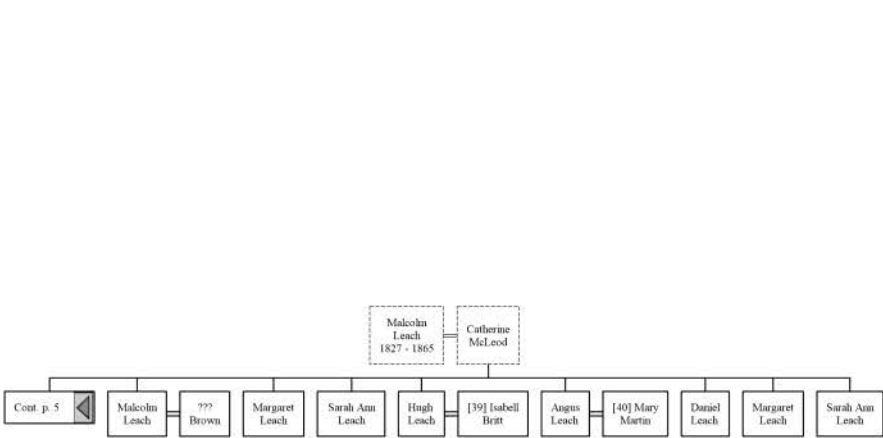 Malcolm
Leach
1827 - 1865
Catherine
McLeod
Cont. p. 5
Malcolm
Leach
???
Brown
Margaret
Leach
Sarah Ann
Leach
Hugh
Leach
[39] Isabell
Britt
Angus
Leach
[40] Mary
Martin
Daniel
Leach
Margaret
Leach
Sarah Ann
Leach